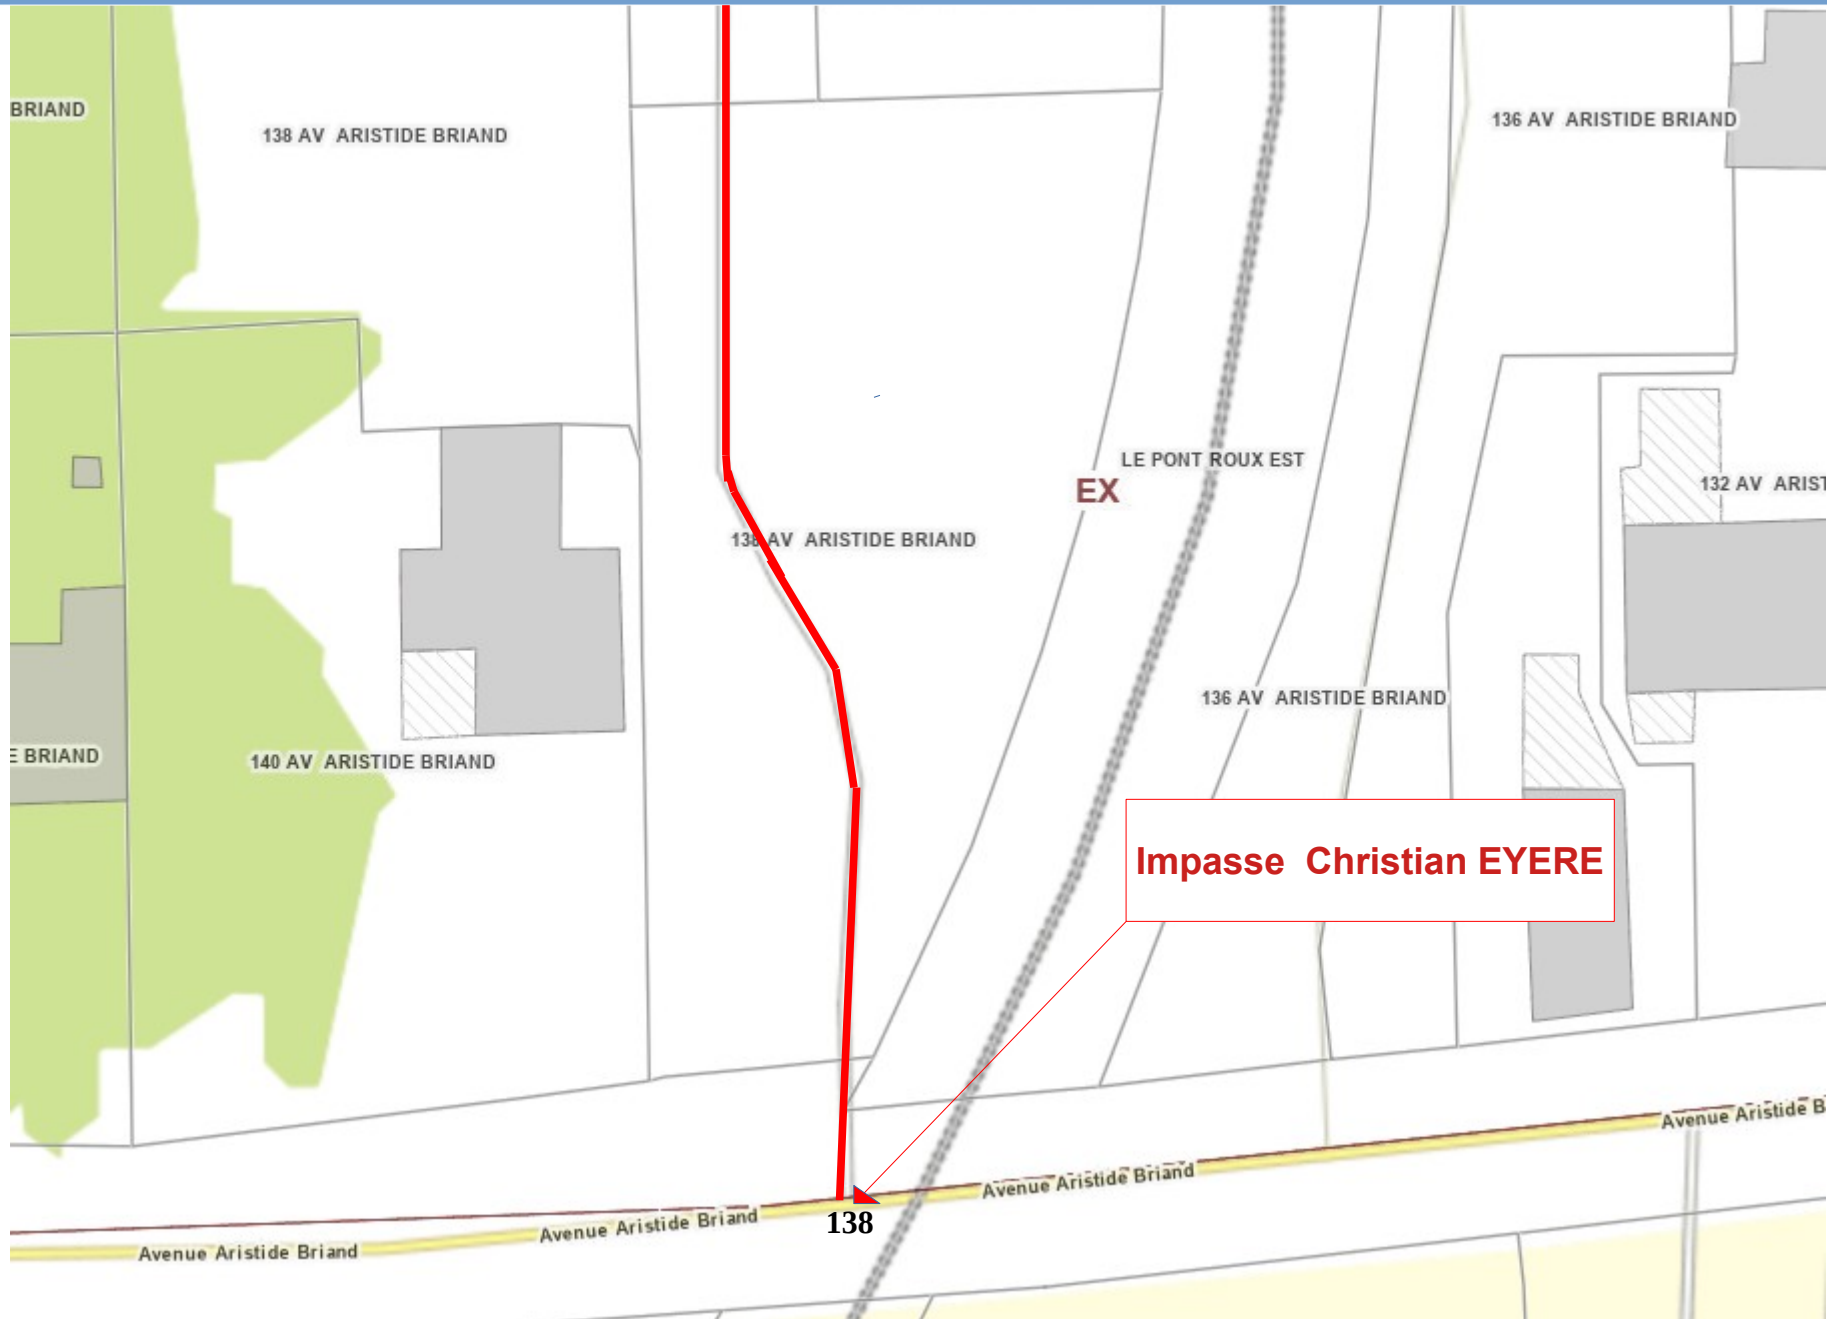 BRIAND
138 AV ARISTIDE BRIAND
136 AV ARISTIDE BRIAND
LE PONT ROUX EST
EX
132 AV ARIST
138 AV ARISTIDE BRIAND
136 AV ARISTIDE BRIAND
E BRIAND
140 AV ARISTIDE BRIAND
Impasse Christian EYERE
Avenue Aristide B
Avenue Aristide Briand
Avenue Aristide Briand
138
Avenue Aristide Briand